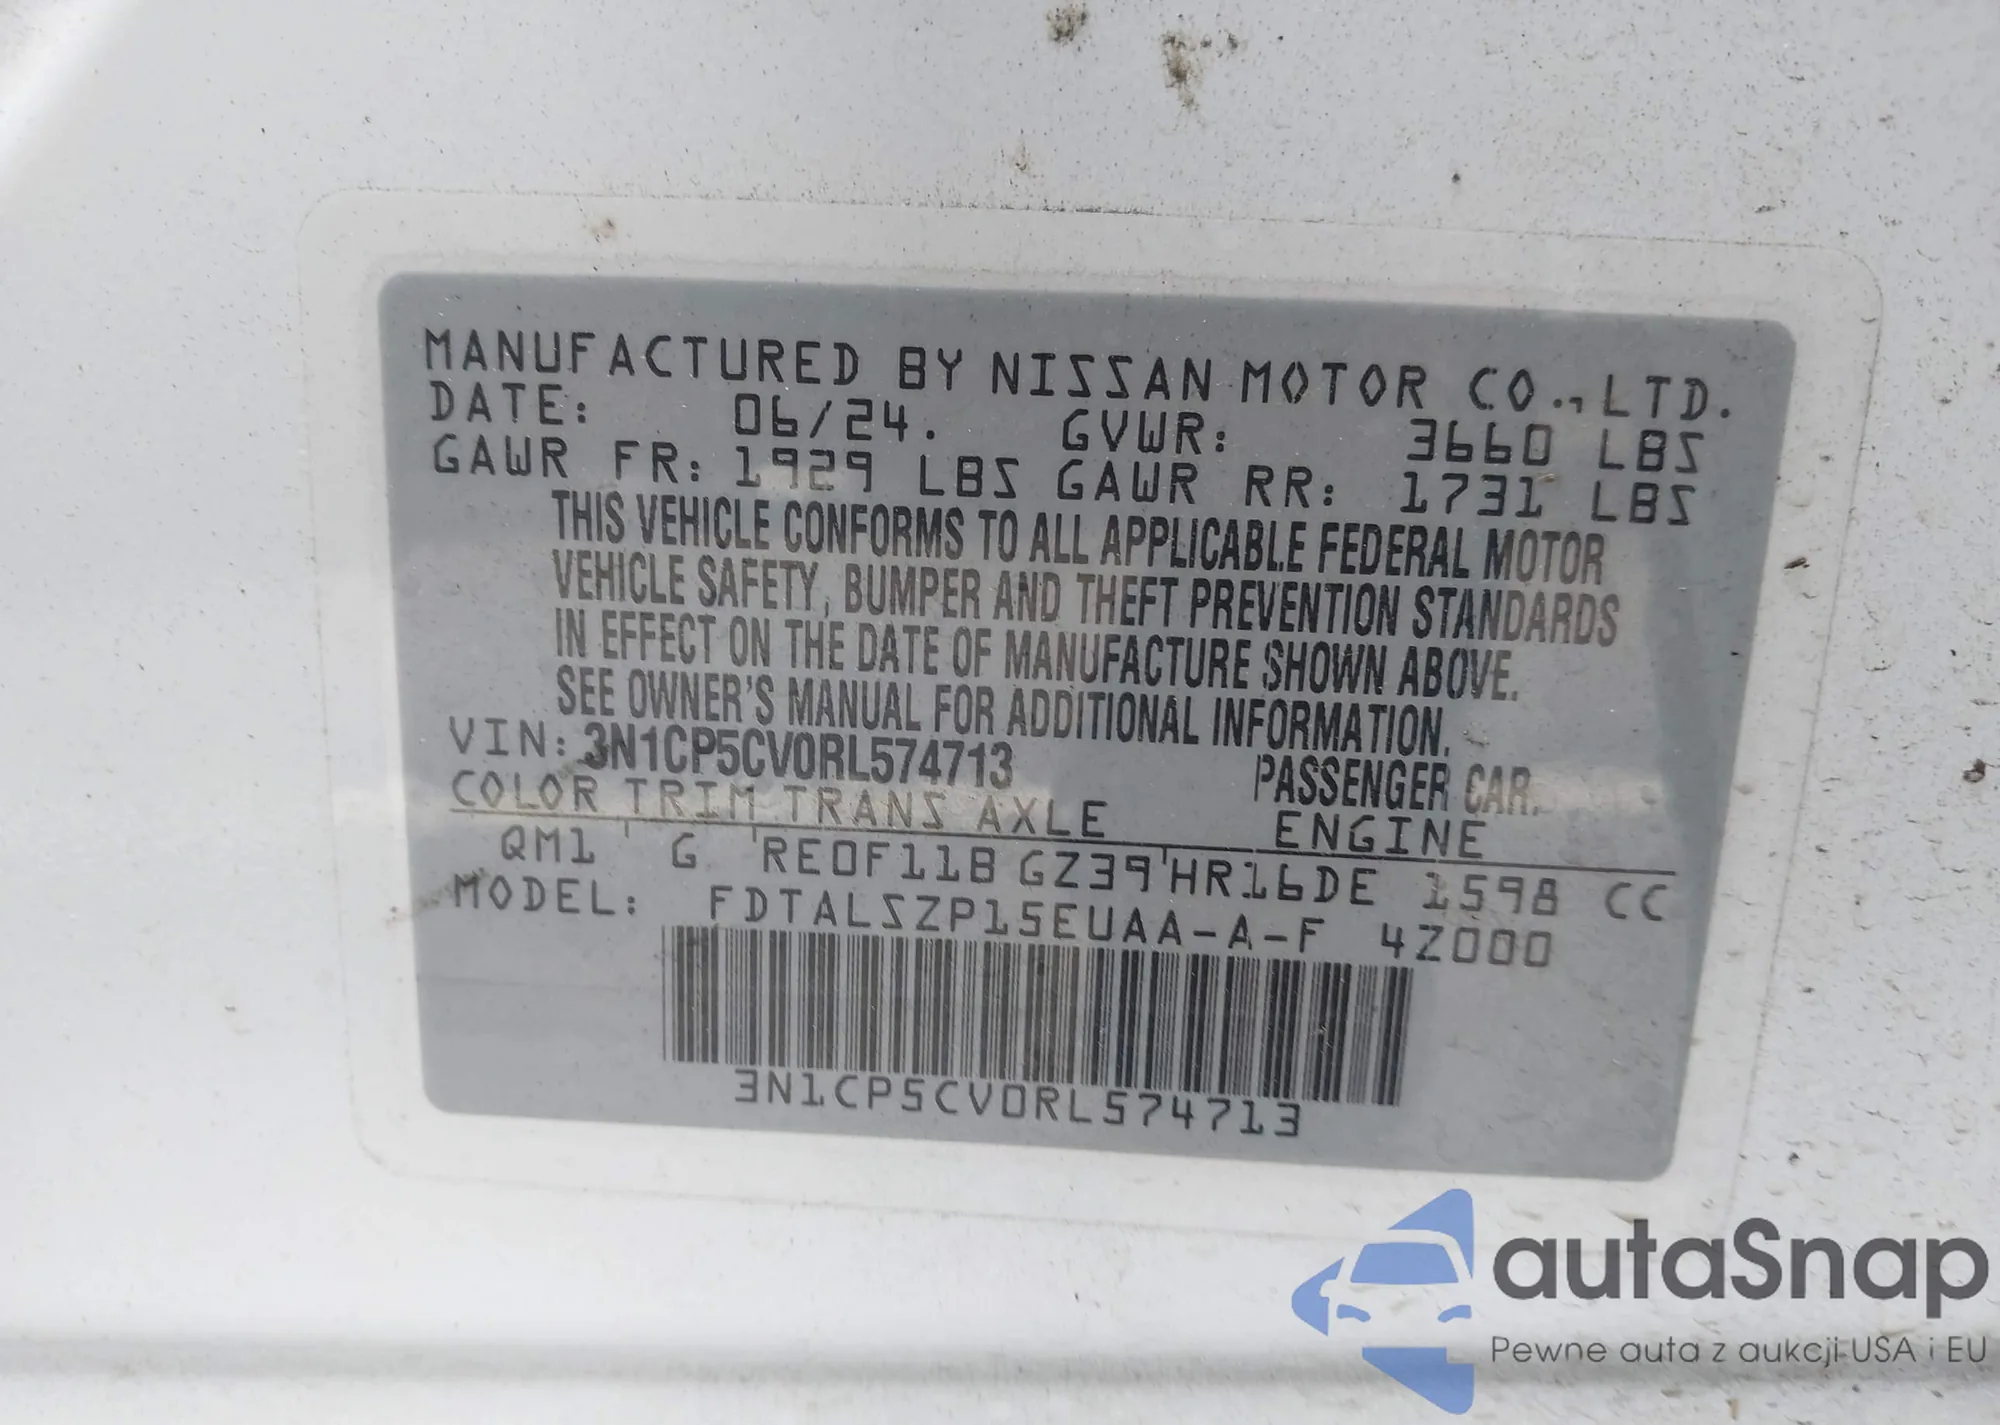 MANUFACTURED BY NISSAN MOTOR CO., LTD.
DATE: 06/24. GVWR: 3660 LBS
GAWR FR: 1929 LBS GAWR RR: 1731 LBS
THIS VEHICLE CONFORMS TO ALL APPLICABLE FEDERAL MOTOR
VEHICLE SAFETY, BUMPER AND THEFT PREVENTION STANDARDS
IN EFFECT ON THE DATE OF MANUFACTURE SHOWN ABOVE.
SEE OWNER'S MANUAL FOR ADDITIONAL INFORMATION.
VIN: 3N1CP5CV0RL574713 PASSENGER CAR.
COLOR TRIM TRANS AXLE ENGINE
QM1 G RE0F11B GZ39 HR16DE 1598 CC
MODEL: FDTALSZP15EUAA-A-F 4Z000
3N1CP5CV0RL574713
autaSnap
Pewne auta z aukcji USA i EU